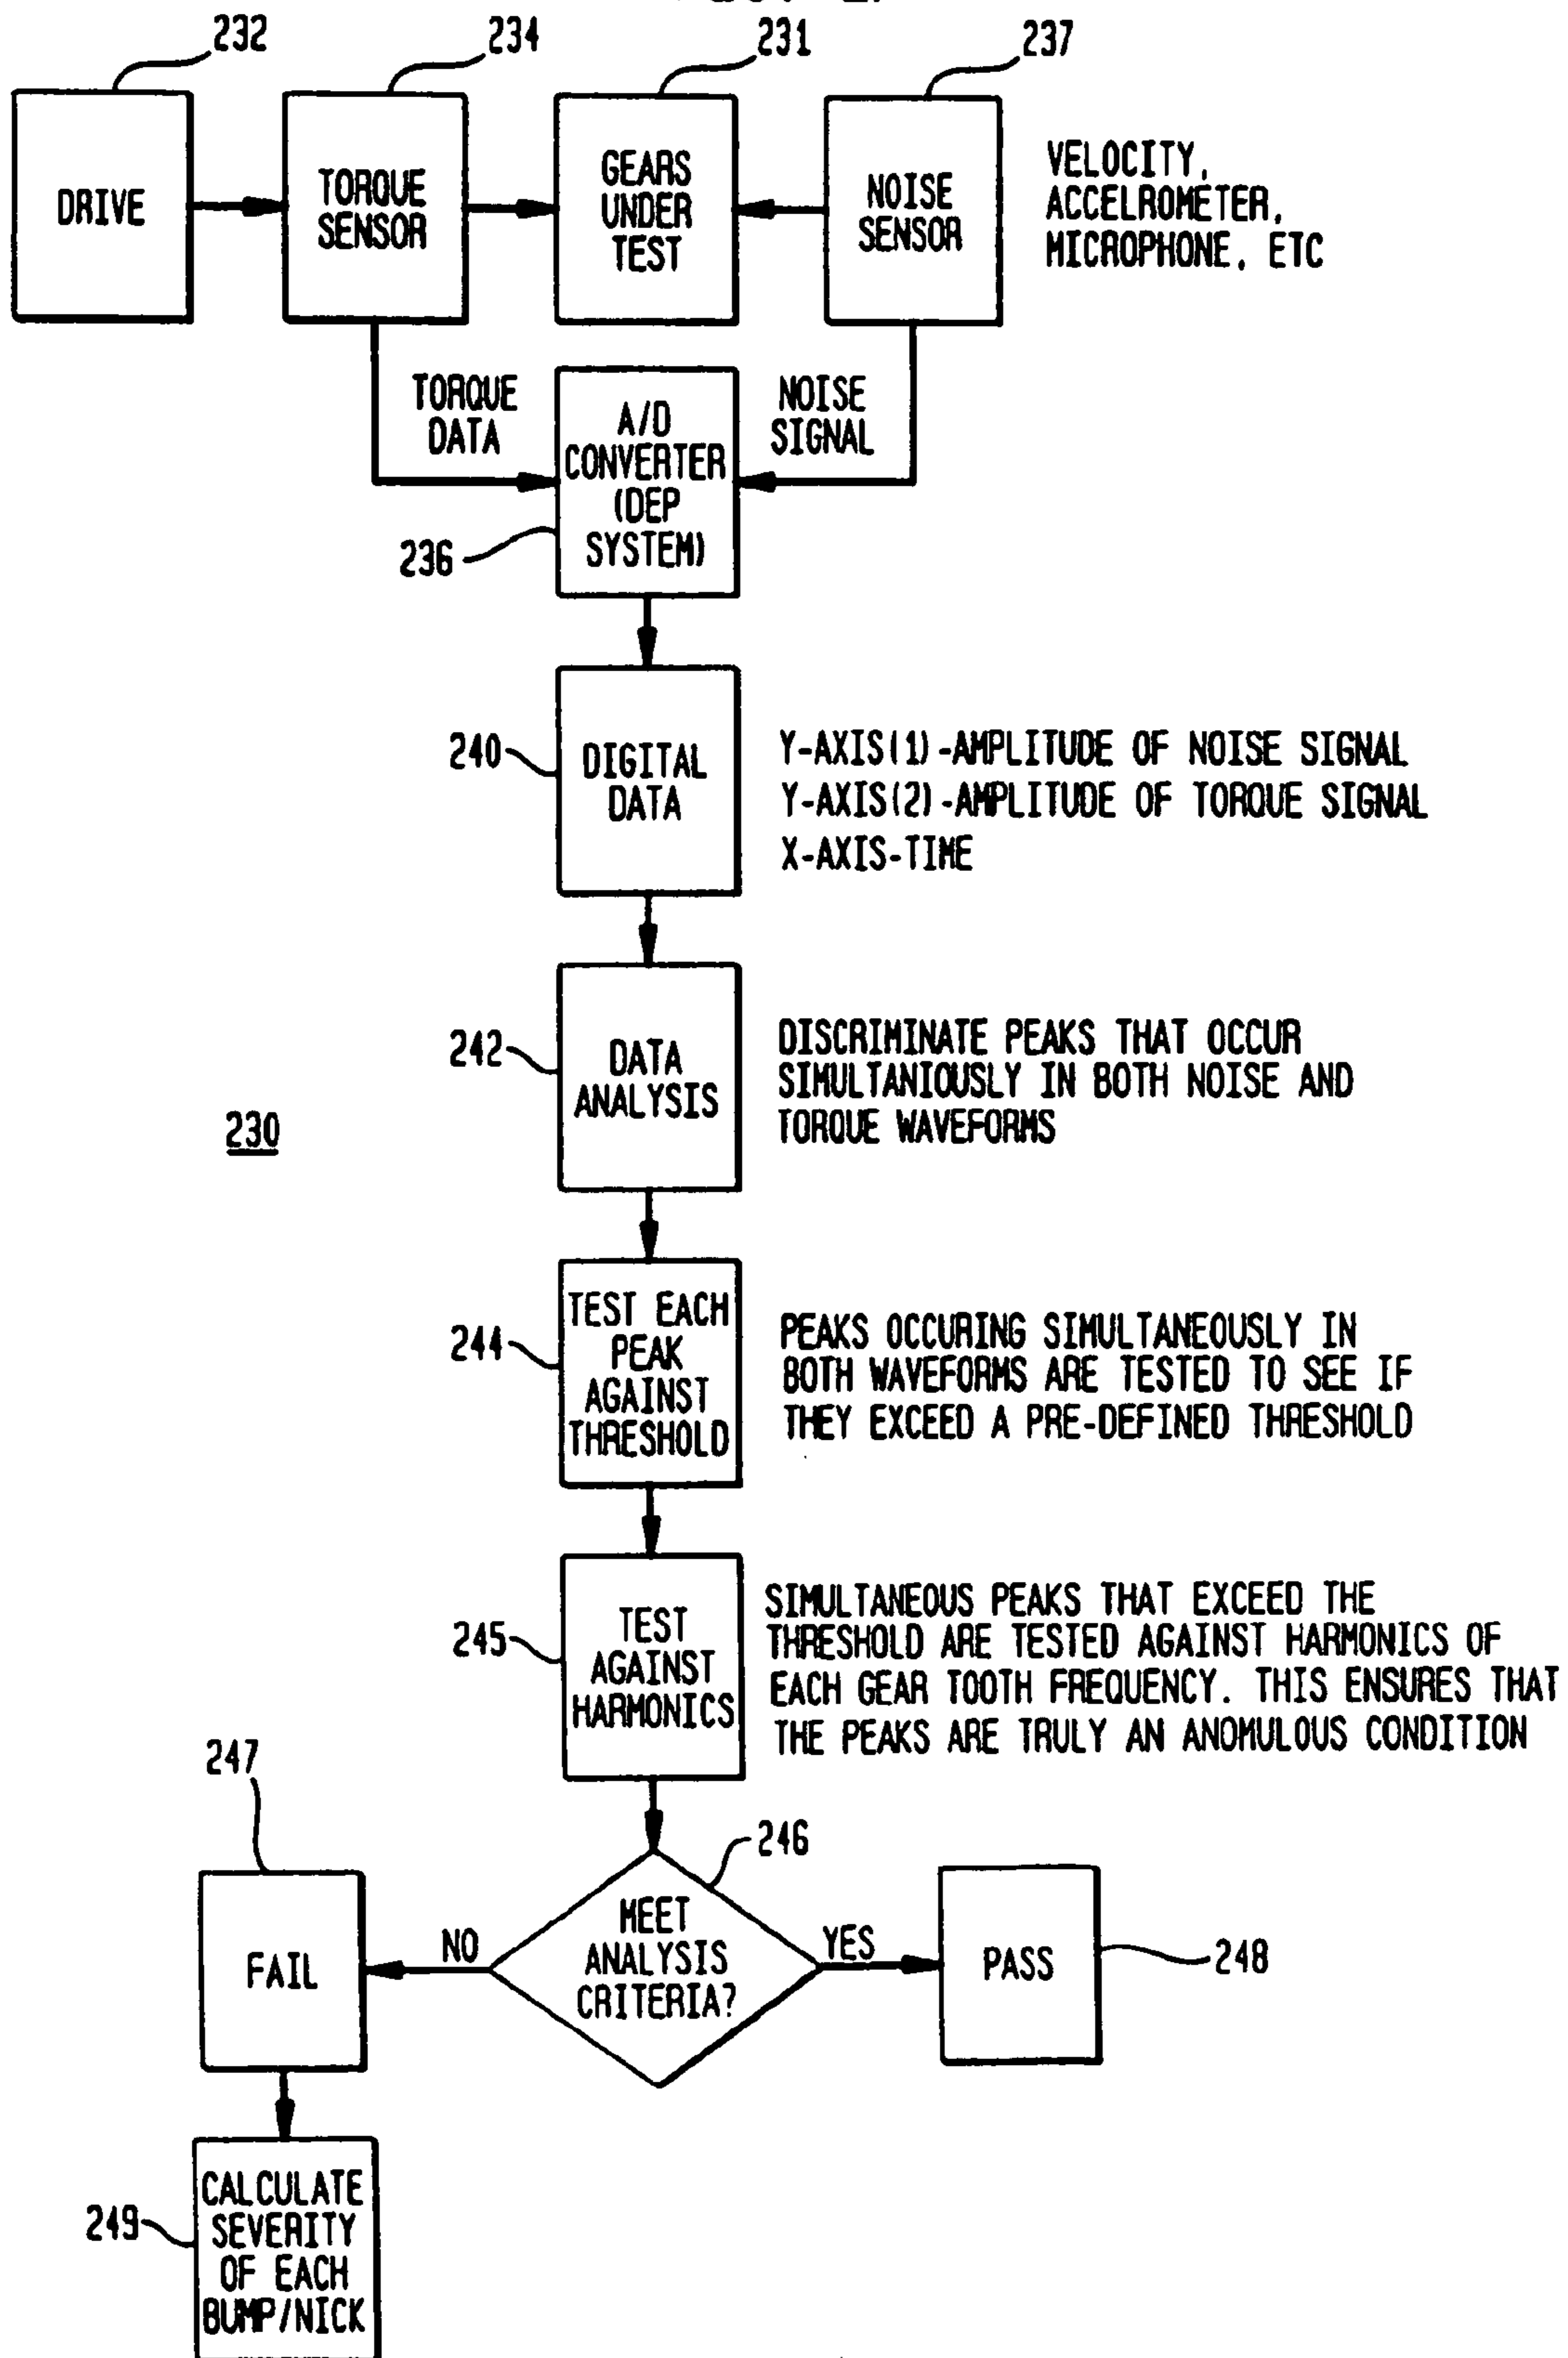 232
234
231
237
DRIVE
TORQUE
SENSOR
GEARS
UNDER
TEST
NOISE
SENSOR
VELOCITY,
ACCELROMETER,
MICROPHONE, ETC
TORQUE
DATA
A/D
CONVERTER
(DEP
SYSTEM)
NOISE
SIGNAL
236
240
DIGITAL
DATA
Y-AXIS(1)-AMPLITUDE OF NOISE SIGNAL
Y-AXIS(2)-AMPLITUDE OF TORQUE SIGNAL
X-AXIS-TIME
242
DATA
ANALYSIS
DISCRIMINATE PEAKS THAT OCCUR
SIMULTANIOUSLY IN BOTH NOISE AND
TORQUE WAVEFORMS
230
244
TEST EACH
PEAK
AGAINST
THRESHOLD
PEAKS OCCURING SIMULTANEOUSLY IN
BOTH WAVEFORMS ARE TESTED TO SEE IF
THEY EXCEED A PRE-DEFINED THRESHOLD
245
TEST
AGAINST
HARMONICS
SIMULTANEOUS PEAKS THAT EXCEED THE
THRESHOLD ARE TESTED AGAINST HARMONICS OF
EACH GEAR TOOTH FREQUENCY. THIS ENSURES THAT
THE PEAKS ARE TRULY AN ANOMULOUS CONDITION
247
246
FAIL
NO
MEET
ANALYSIS
CRITERIA?
YES
PASS
248
249
CALCULATE
SEVERITY
OF EACH
BUMP/NICK